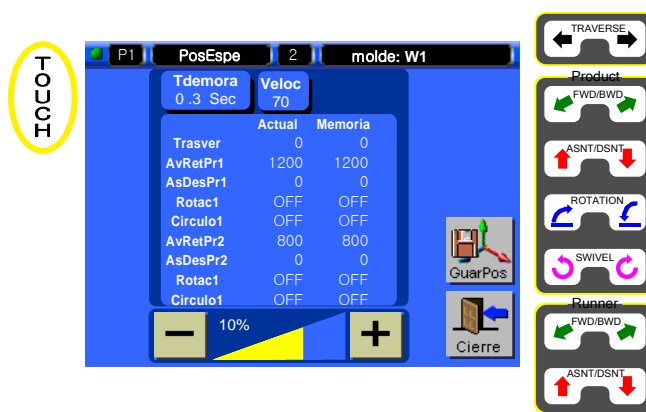 TOUCH
P1 PosEspe 2 molde: W1
Tdemora Veloc
0 .3 Sec 70
Actual Memoria
Trasver 0 0
AvRetPr1 1200 1200
AsDesPr1 0 0
Rotac1 OFF OFF
Circulo1 OFF OFF
AvRetPr2 800 800
AsDesPr2 0 0
Rotac1 OFF OFF
Circulo1 OFF OFF
10%
GuarPos
Cierre
TRAVERSE
Product
FWD/BWD
ASNT/DSNT
ROTATION
SWIVEL
Runner
FWD/BWD
ASNT/DSNT